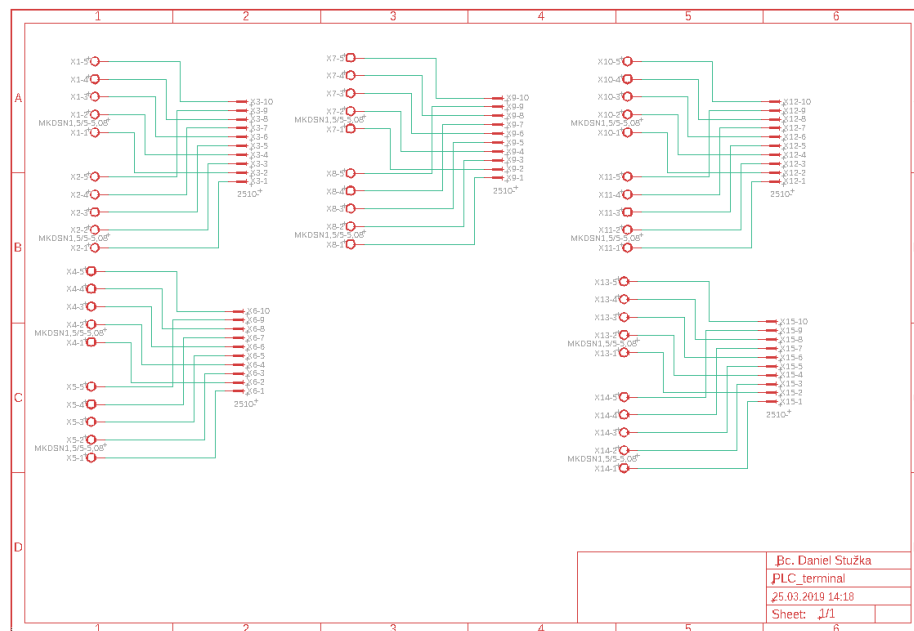 1 2 3 4 5 6
A
B
C
D
X1-5
X1-4
X1-3
X1-2
MKDSN1,5/5-5,08
X1-1
X2-5
X2-4
X2-3
X2-2
MKDSN1,5/5-5,08
X2-1
X3-10
X3-9
X3-8
X3-7
X3-6
X3-5
X3-4
X3-3
X3-2
X3-1
2510-
X7-5
X7-4
X7-3
X7-2
MKDSN1,5/5-5,08
X7-1
X8-5
X8-4
X8-3
X8-2
MKDSN1,5/5-5,08
X8-1
X9-10
X9-9
X9-8
X9-7
X9-6
X9-5
X9-4
X9-3
X9-2
X9-1
2510-
X10-5
X10-4
X10-3
X10-2
MKDSN1,5/5-5,08
X10-1
X11-5
X11-4
X11-3
X11-2
MKDSN1,5/5-5,08
X11-1
X12-10
X12-9
X12-8
X12-7
X12-6
X12-5
X12-4
X12-3
X12-2
X12-1
2510-
X4-5
X4-4
X4-3
X4-2
MKDSN1,5/5-5,08
X4-1
X5-5
X5-4
X5-3
X5-2
MKDSN1,5/5-5,08
X5-1
X6-10
X6-9
X6-8
X6-7
X6-6
X6-5
X6-4
X6-3
X6-2
X6-1
2510-
X13-5
X13-4
X13-3
X13-2
MKDSN1,5/5-5,08
X13-1
X14-5
X14-4
X14-3
X14-2
MKDSN1,5/5-5,08
X14-1
X15-10
X15-9
X15-8
X15-7
X15-6
X15-5
X15-4
X15-3
X15-2
X15-1
2510-
Bc. Daniel Stužka
PLC_terminal
25.03.2019 14:18
Sheet: 1/1
1 2 3 4 5 6